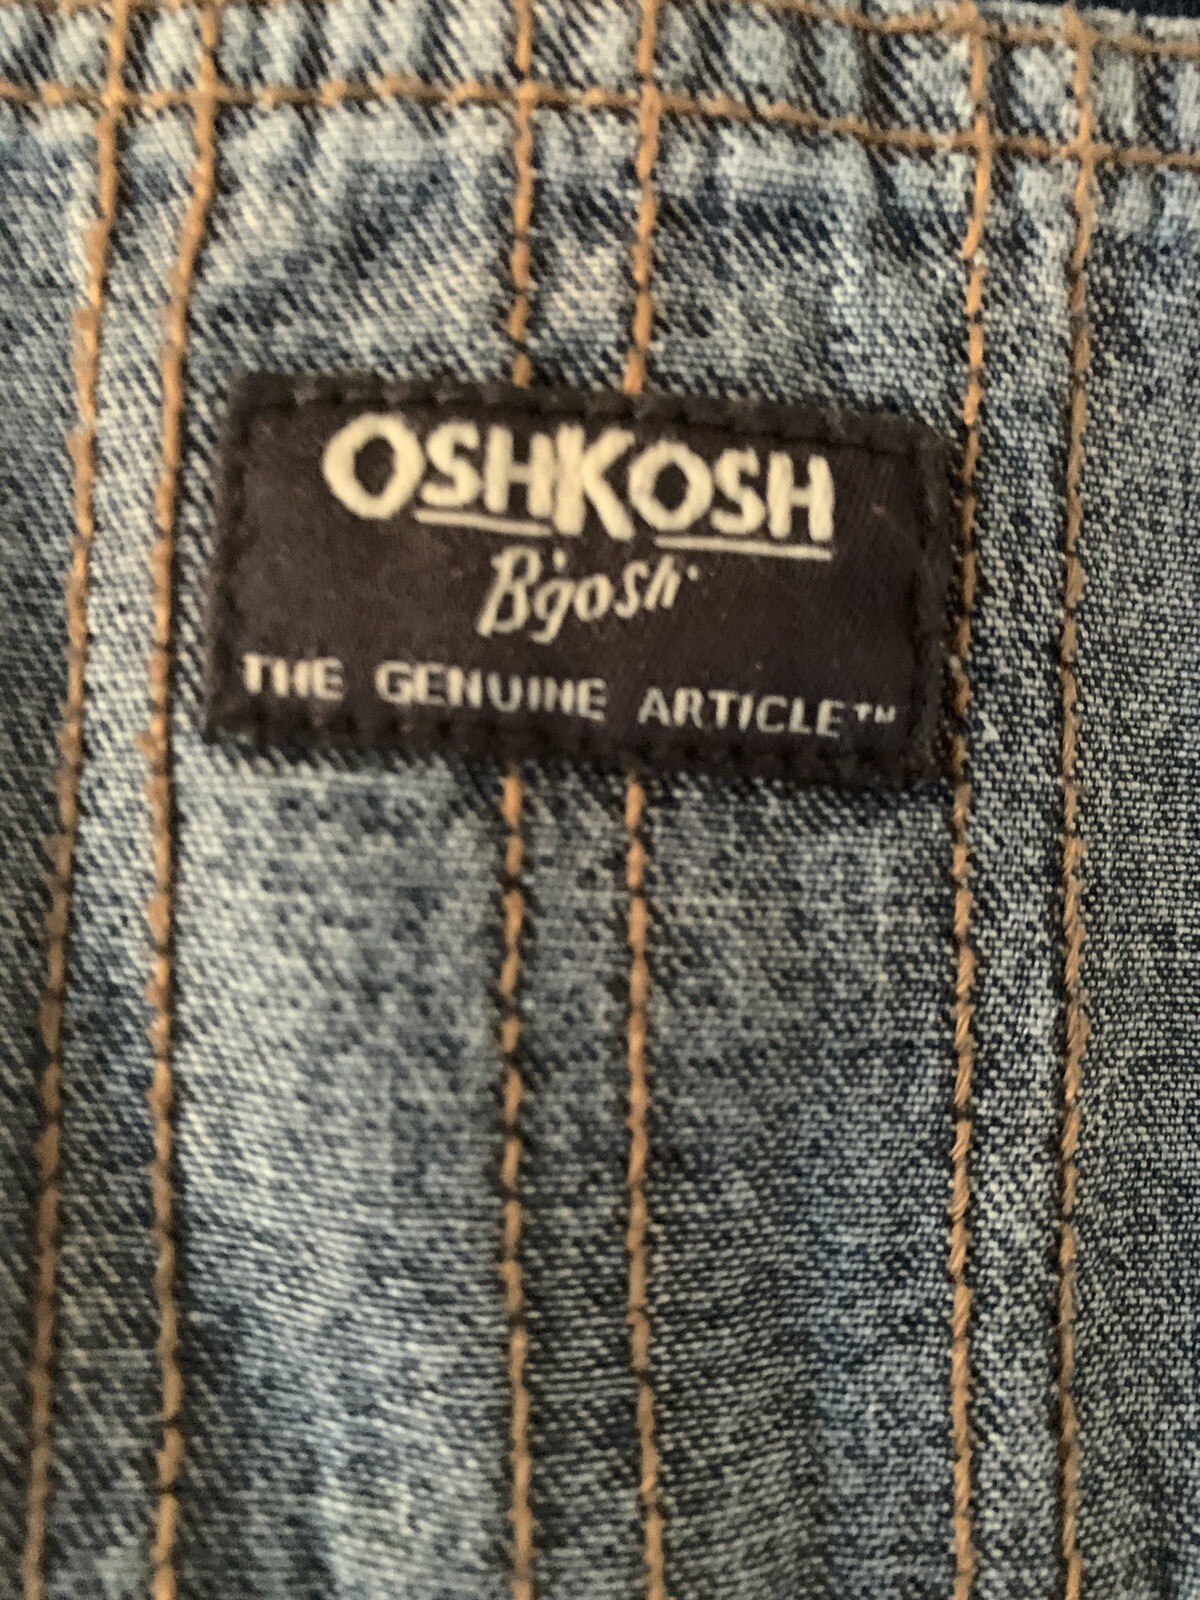 OSHKOSH
B'gosh
THE GENUINE ARTICLE™